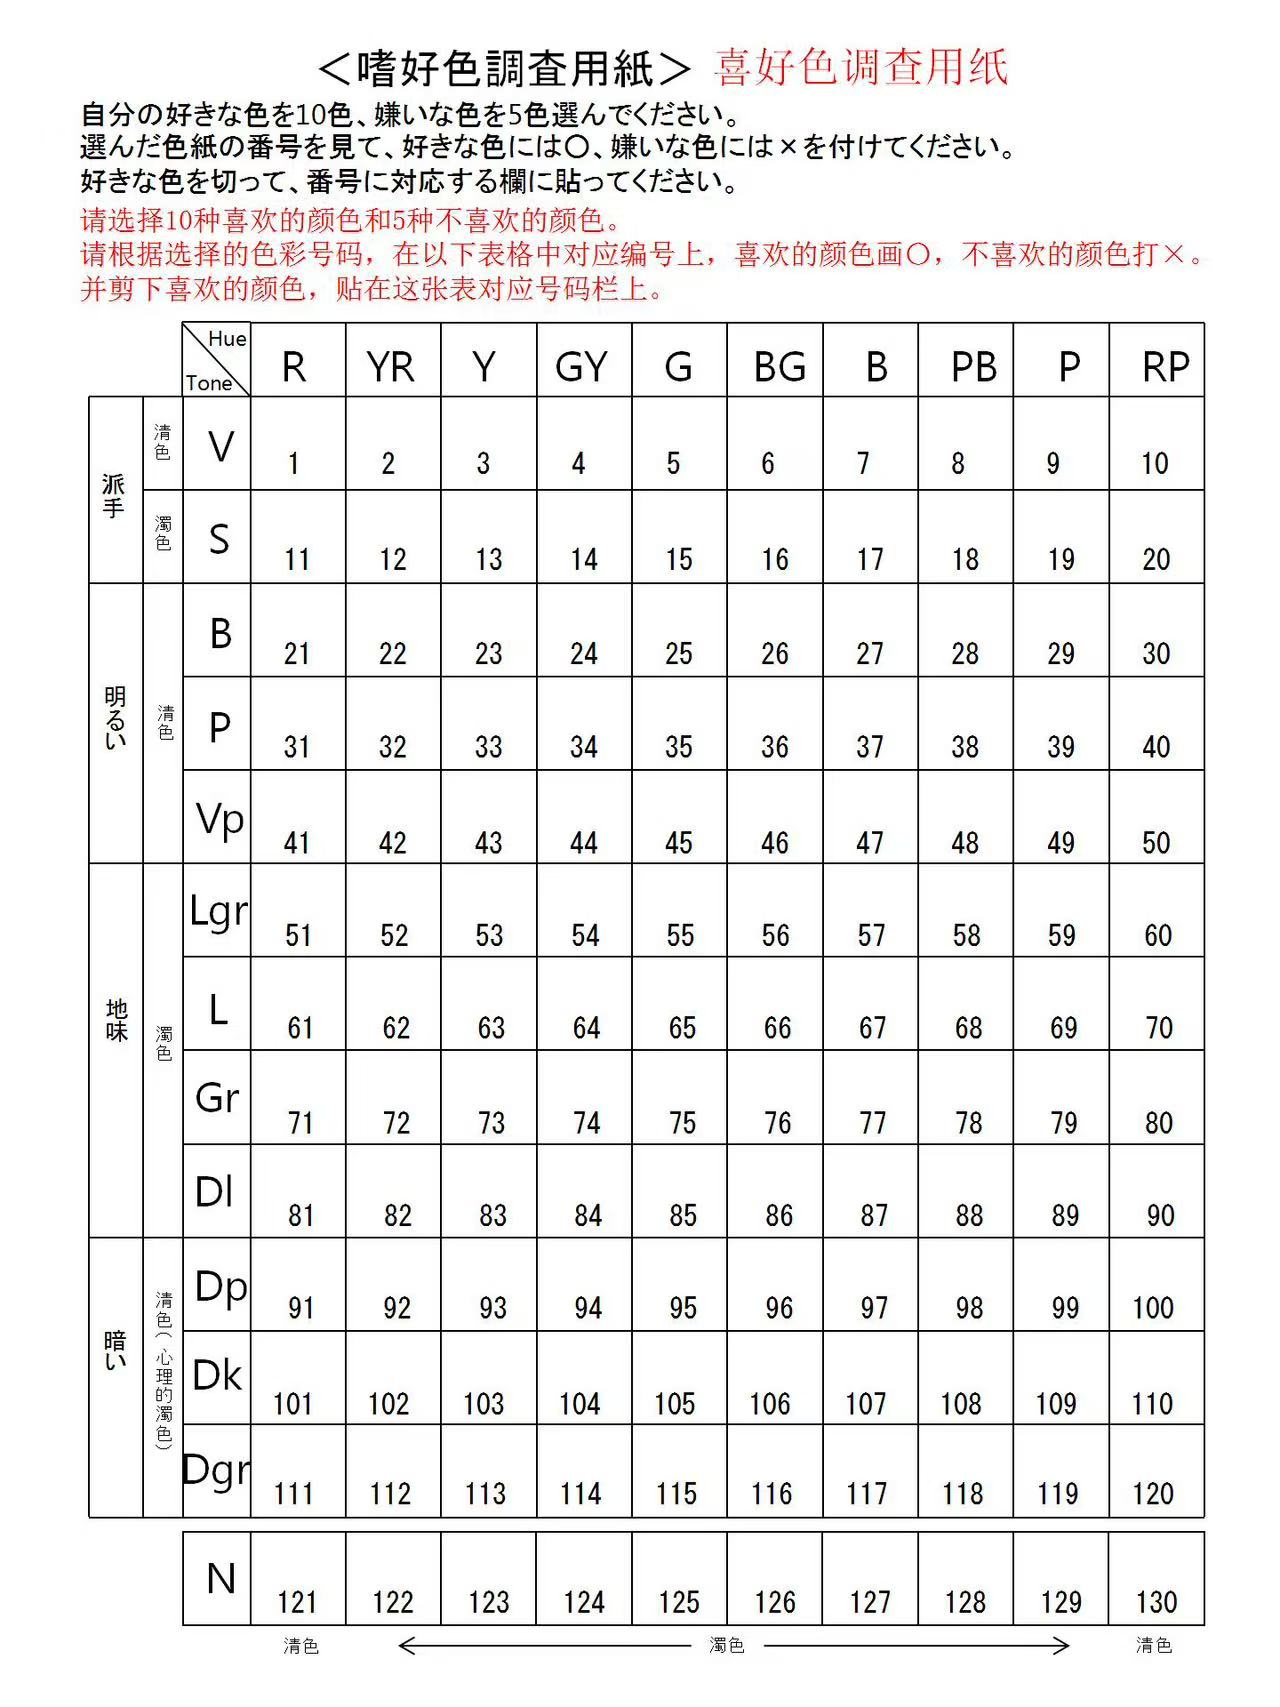 ＜嗜好色調査用紙＞ 喜好色调查用纸
自分の好きな色を10色、嫌いな色を5色選んでください。
選んだ色紙の番号を見て、好きな色には〇、嫌いな色には×を付けてください。
好きな色を切って、番号に対応する欄に貼ってください。
请选择10种喜欢的颜色和5种不喜欢的颜色。
请根据选择的色彩号码，在以下表格中对应编号上，喜欢的颜色画〇，不喜欢的颜色打×。
并剪下喜欢的颜色，贴在这张表对应号码栏上。
Hue
Tone
R YR Y GY G BG B PB P RP
派手
清色
V 1 2 3 4 5 6 7 8 9 10
濁色
S 11 12 13 14 15 16 17 18 19 20
明るい
清色
B 21 22 23 24 25 26 27 28 29 30
P 31 32 33 34 35 36 37 38 39 40
Vp 41 42 43 44 45 46 47 48 49 50
地味
濁色
Lgr 51 52 53 54 55 56 57 58 59 60
L 61 62 63 64 65 66 67 68 69 70
Gr 71 72 73 74 75 76 77 78 79 80
Dl 81 82 83 84 85 86 87 88 89 90
暗い
清色(心理的濁色)
Dp 91 92 93 94 95 96 97 98 99 100
Dk 101 102 103 104 105 106 107 108 109 110
Dgr 111 112 113 114 115 116 117 118 119 120
N 121 122 123 124 125 126 127 128 129 130
清色 濁色 清色